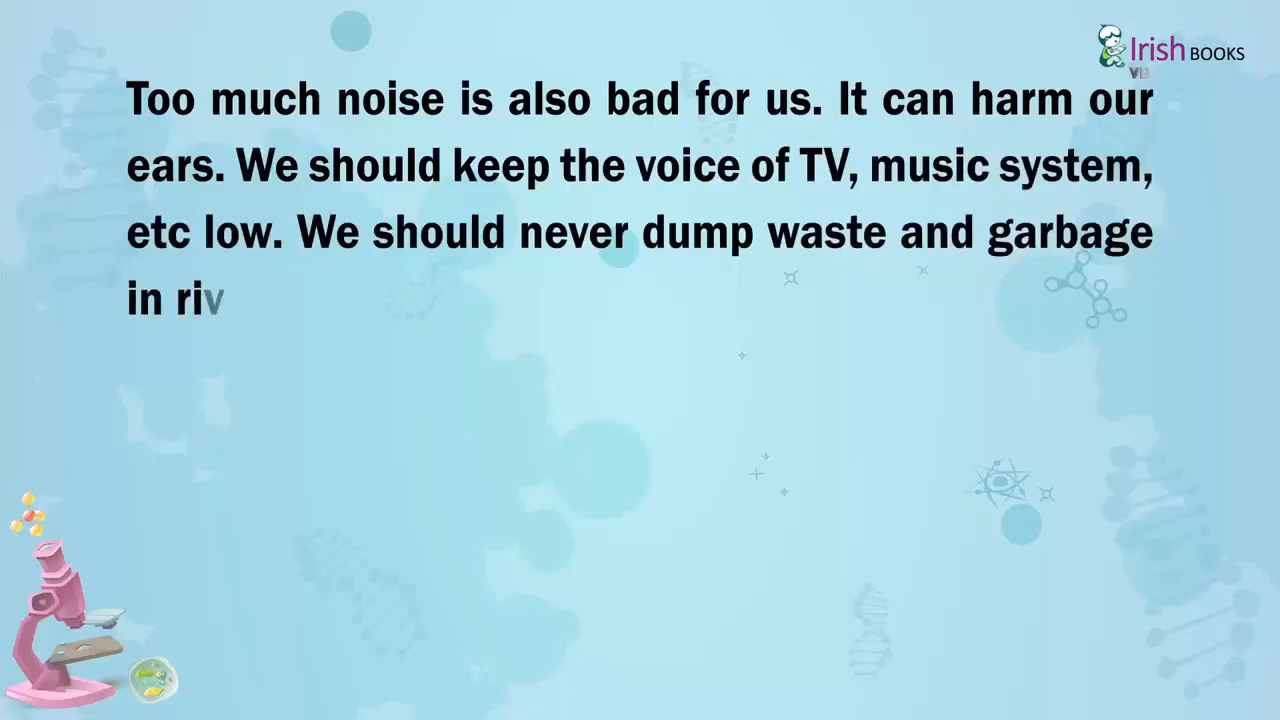 Irish BOOKS
Too much noise is also bad for us. It can harm our
ears. We should keep the voice of TV, music system,
etc low. We should never dump waste and garbage
in riv